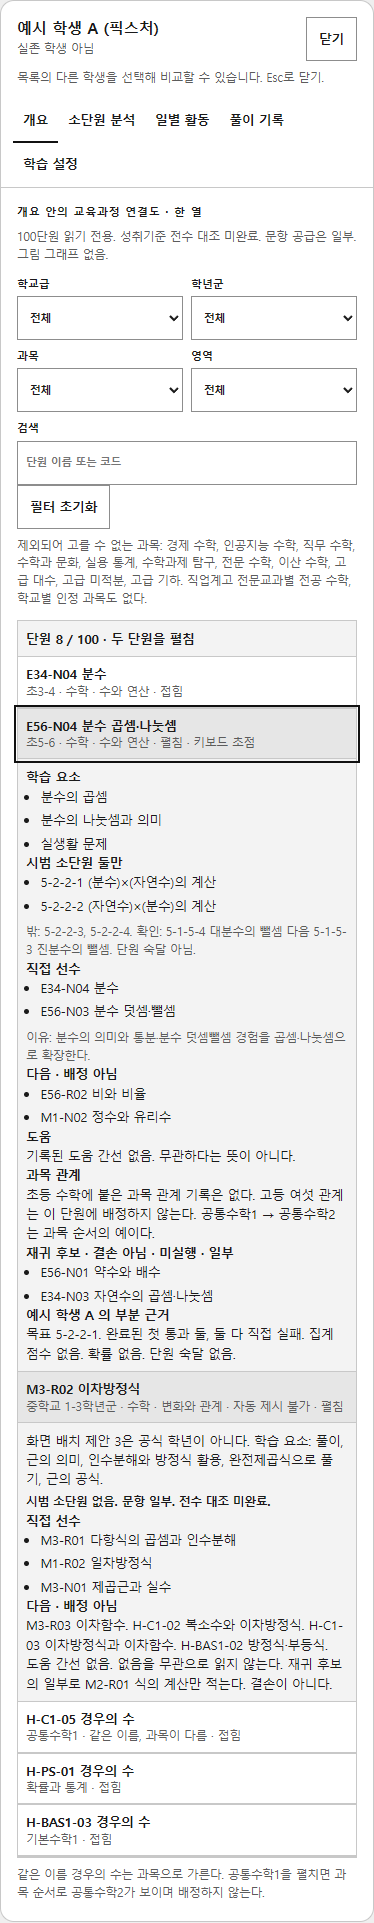 예시 학생 A (픽스처)
실존 학생 아님
닫기
목록의 다른 학생을 선택해 비교할 수 있습니다. Esc로 닫기.
개요 소단원 분석 일별 활동 풀이 기록
학습 설정
개요 안의 교육과정 연결도 · 한 열
100단원 읽기 전용. 성취기준 전수 대조 미완료. 문항 공급은 일부.
그림 그래프 없음.
학교급 학년군
전체 전체
과목 영역
전체 전체
검색
단원 이름 또는 코드
필터 초기화
제외되어 고를 수 없는 과목: 경제 수학, 인공지능 수학, 직무 수학,
수학과 문화, 실용 통계, 수학과제 탐구, 전문 수학, 이산 수학, 고
급 대수, 고급 미적분, 고급 기하. 직업계고 전문교과별 전공 수학,
학교별 인정 과목도 없다.
단원 8 / 100 · 두 단원을 펼침
E34-N04 분수
초3-4 · 수학 · 수와 연산 · 접힘
E56-N04 분수 곱셈·나눗셈
초5-6 · 수학 · 수와 연산 · 펼침 · 키보드 초점
학습 요소
• 분수의 곱셈
• 분수의 나눗셈과 의미
• 실생활 문제
시범 소단원 둘만
• 5-2-2-1 (분수)×(자연수)의 계산
• 5-2-2-2 (자연수)×(분수)의 계산
밖: 5-2-2-3, 5-2-2-4. 확인: 5-1-5-4 대분수의 뺄셈 다음 5-1-5-
3 진분수의 뺄셈. 단원 숙달 아님.
직접 선수
• E34-N04 분수
• E56-N03 분수 덧셈·뺄셈
이유: 분수의 의미와 통분·분수 덧셈뺄셈 경험을 곱셈·나눗셈으
로 확장한다.
다음 · 배정 아님
• E56-R02 비와 비율
• M1-N02 정수와 유리수
도움
기록된 도움 간선 없음. 무관하다는 뜻이 아니다.
과목 관계
초등 수학에 붙은 과목 관계 기록은 없다. 고등 여섯 관계
는 이 단원에 배정하지 않는다. 공통수학1 → 공통수학2
는 과목 순서의 예이다.
재귀 후보 · 결손 아님 · 미실행 · 일부
• E56-N01 약수와 배수
• E34-N03 자연수의 곱셈·나눗셈
예시 학생 A 의 부분 근거
목표 5-2-2-1. 완료된 첫 통과 둘, 둘 다 직접 실패. 집계
점수 없음. 확률 없음. 단원 숙달 없음.
M3-R02 이차방정식
중학교 1-3학년군 · 수학 · 변화와 관계 · 자동 제시 불가 · 펼침
화면 배치 제안 3은 공식 학년이 아니다. 학습 요소: 풀이,
근의 의미, 인수분해와 방정식 활용, 완전제곱식으로 풀
기, 근의 공식.
시범 소단원 없음. 문항 일부. 전수 대조 미완료.
직접 선수
• M3-R01 다항식의 곱셈과 인수분해
• M1-R02 일차방정식
• M3-N01 제곱근과 실수
다음 · 배정 아님
M3-R03 이차함수. H-C1-02 복소수와 이차방정식. H-C1-
03 이차방정식과 이차함수. H-BAS1-02 방정식·부등식.
도움 간선 없음. 없음을 무관으로 읽지 않는다. 재귀 후보
의 일부로 M2-R01 식의 계산만 적는다. 결손이 아니다.
H-C1-05 경우의 수
공통수학1 · 같은 이름, 과목이 다름 · 접힘
H-PS-01 경우의 수
확률과 통계 · 접힘
H-BAS1-03 경우의 수
기본수학1 · 접힘
같은 이름 경우의 수는 과목으로 가른다. 공통수학1을 펼치면 과
목 순서로 공통수학2가 보이며 배정하지 않는다.